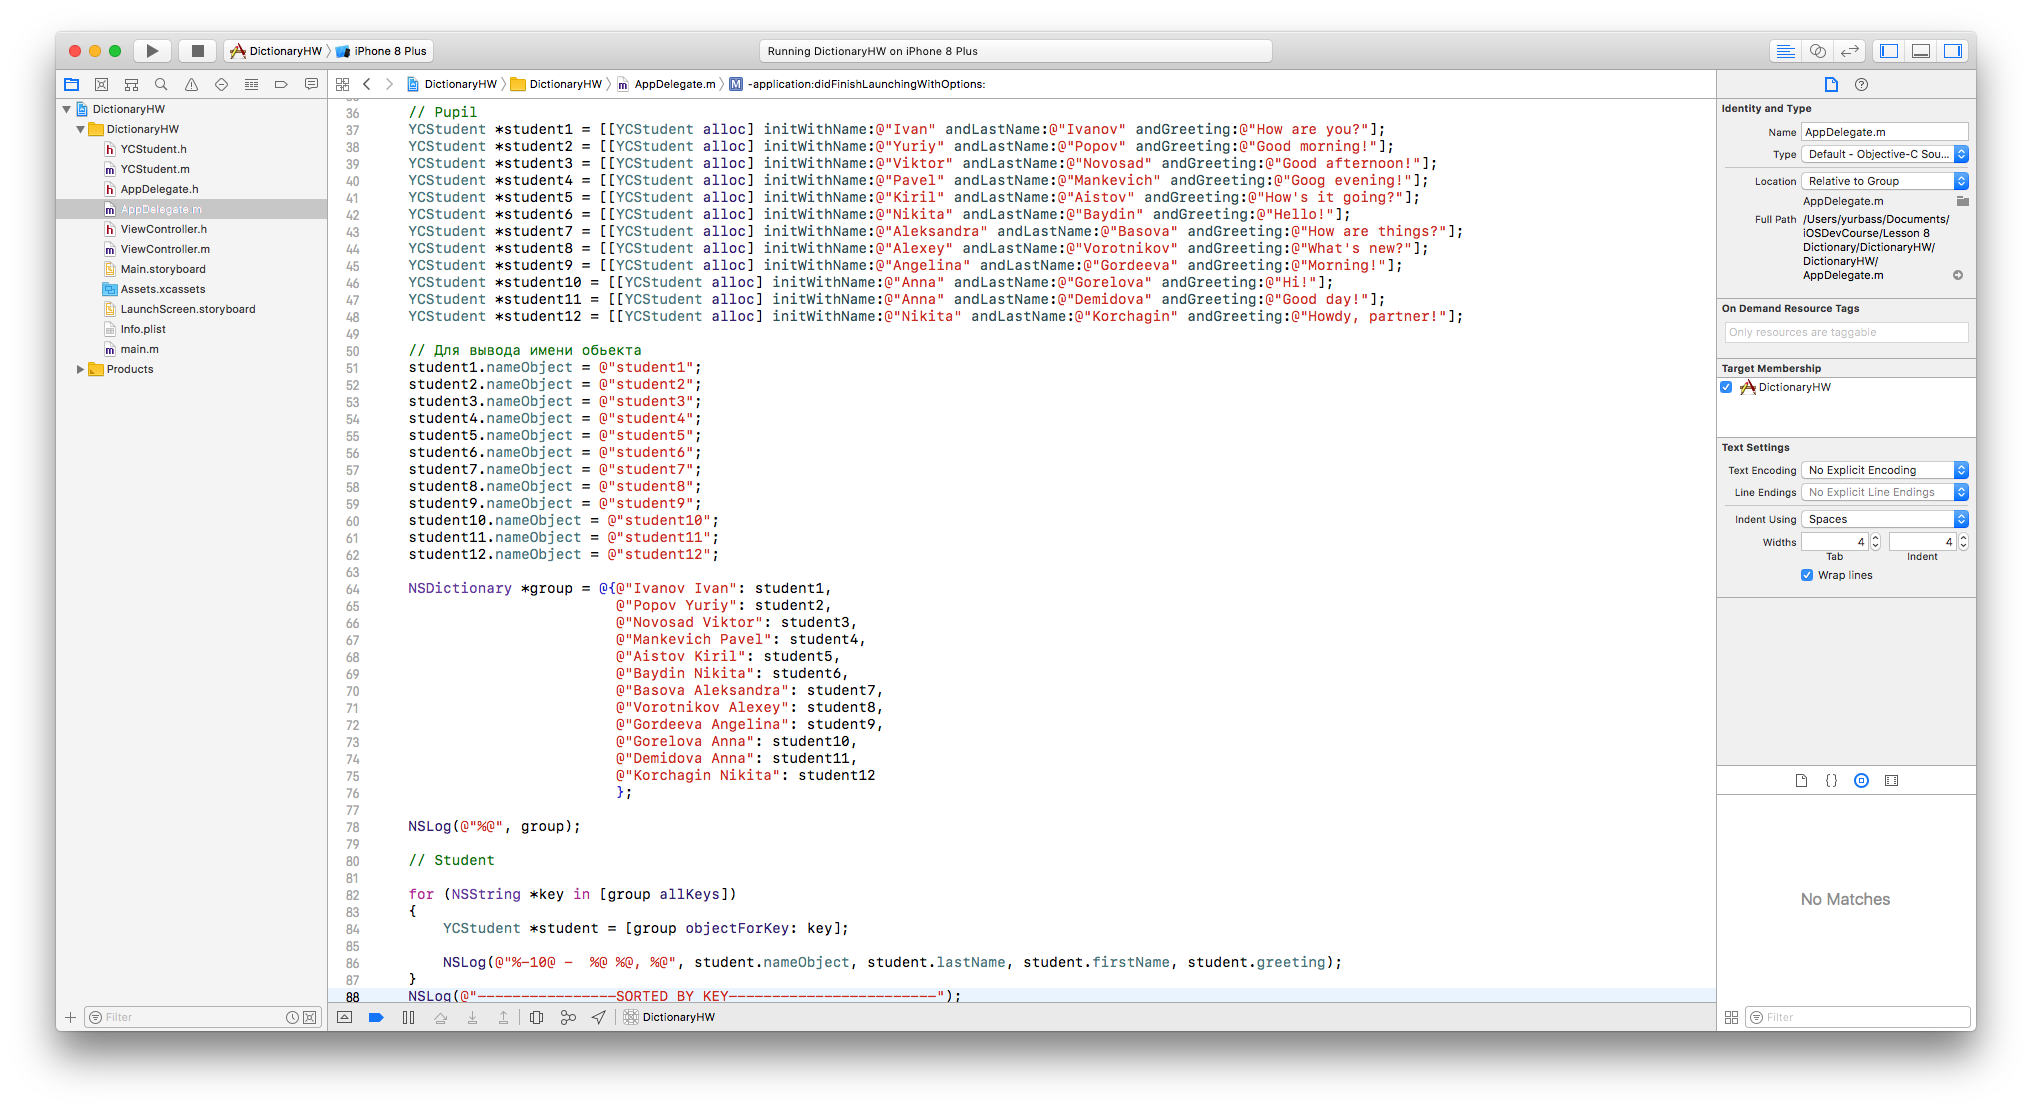 DictionaryHW
iPhone 8 Plus
Running DictionaryHW on iPhone 8 Plus
DictionaryHW
DictionaryHW
AppDelegate.m
M
-application:didFinishLaunchingWithOptions:
DictionaryHW
DictionaryHW
h YCStudent.h
m YCStudent.m
h AppDelegate.h
m AppDelegate.m
h ViewController.h
m ViewController.m
Main.storyboard
Assets.xcassets
LaunchScreen.storyboard
Info.plist
m main.m
Products
Filter
36 // Pupil
37 YCStudent *student1 = [[YCStudent alloc] initWithName:@"Ivan" andLastName:@"Ivanov" andGreeting:@"How are you?"];
38 YCStudent *student2 = [[YCStudent alloc] initWithName:@"Yuriy" andLastName:@"Popov" andGreeting:@"Good morning!"];
39 YCStudent *student3 = [[YCStudent alloc] initWithName:@"Viktor" andLastName:@"Novosad" andGreeting:@"Good afternoon!"];
40 YCStudent *student4 = [[YCStudent alloc] initWithName:@"Pavel" andLastName:@"Mankevich" andGreeting:@"Goog evening!"];
41 YCStudent *student5 = [[YCStudent alloc] initWithName:@"Kiril" andLastName:@"Aistov" andGreeting:@"How's it going?"];
42 YCStudent *student6 = [[YCStudent alloc] initWithName:@"Nikita" andLastName:@"Baydin" andGreeting:@"Hello!"];
43 YCStudent *student7 = [[YCStudent alloc] initWithName:@"Aleksandra" andLastName:@"Basova" andGreeting:@"How are things?"];
44 YCStudent *student8 = [[YCStudent alloc] initWithName:@"Alexey" andLastName:@"Vorotnikov" andGreeting:@"What's new?"];
45 YCStudent *student9 = [[YCStudent alloc] initWithName:@"Angelina" andLastName:@"Gordeeva" andGreeting:@"Morning!"];
46 YCStudent *student10 = [[YCStudent alloc] initWithName:@"Anna" andLastName:@"Gorelova" andGreeting:@"Hi!"];
47 YCStudent *student11 = [[YCStudent alloc] initWithName:@"Anna" andLastName:@"Demidova" andGreeting:@"Good day!"];
48 YCStudent *student12 = [[YCStudent alloc] initWithName:@"Nikita" andLastName:@"Korchagin" andGreeting:@"Howdy, partner!"];
49
50 // Для вывода имени обьекта
51 student1.nameObject = @"student1";
52 student2.nameObject = @"student2";
53 student3.nameObject = @"student3";
54 student4.nameObject = @"student4";
55 student5.nameObject = @"student5";
56 student6.nameObject = @"student6";
57 student7.nameObject = @"student7";
58 student8.nameObject = @"student8";
59 student9.nameObject = @"student9";
60 student10.nameObject = @"student10";
61 student11.nameObject = @"student11";
62 student12.nameObject = @"student12";
63
64 NSDictionary *group = @{@"Ivanov Ivan": student1,
65 @"Popov Yuriy": student2,
66 @"Novosad Viktor": student3,
67 @"Mankevich Pavel": student4,
68 @"Aistov Kiril": student5,
69 @"Baydin Nikita": student6,
70 @"Basova Aleksandra": student7,
71 @"Vorotnikov Alexey": student8,
72 @"Gordeeva Angelina": student9,
73 @"Gorelova Anna": student10,
74 @"Demidova Anna": student11,
75 @"Korchagin Nikita": student12
76 };
77
78 NSLog(@"%@", group);
79
80 // Student
81
82 for (NSString *key in [group allKeys])
83 {
84 YCStudent *student = [group objectForKey: key];
85
86 NSLog(@"%-10@ -  %@ %@, %@", student.nameObject, student.lastName, student.firstName, student.greeting);
87 }
88 NSLog(@"----------------SORTED BY KEY------------------------");
DictionaryHW
Identity and Type
Name AppDelegate.m
Type Default - Objective-C Sou...
Location Relative to Group
AppDelegate.m
Full Path /Users/yurbass/Documents/
iOSDevCourse/Lesson 8
Dictionary/DictionaryHW/
DictionaryHW/
AppDelegate.m
On Demand Resource Tags
Only resources are taggable
Target Membership
DictionaryHW
Text Settings
Text Encoding No Explicit Encoding
Line Endings No Explicit Line Endings
Indent Using Spaces
Widths 4 4
Tab Indent
Wrap lines
{ }
No Matches
Filter